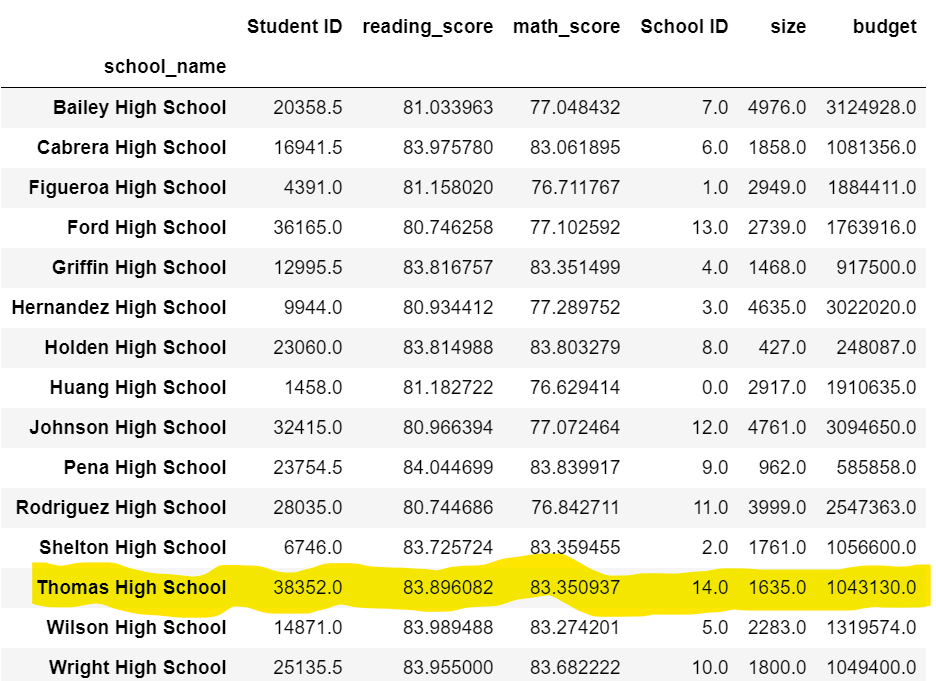 Student ID reading_score math_score School ID size budget
school_name
Bailey High School 20358.5 81.033963 77.048432 7.0 4976.0 3124928.0
Cabrera High School 16941.5 83.975780 83.061895 6.0 1858.0 1081356.0
Figueroa High School 4391.0 81.158020 76.711767 1.0 2949.0 1884411.0
Ford High School 36165.0 80.746258 77.102592 13.0 2739.0 1763916.0
Griffin High School 12995.5 83.816757 83.351499 4.0 1468.0 917500.0
Hernandez High School 9944.0 80.934412 77.289752 3.0 4635.0 3022020.0
Holden High School 23060.0 83.814988 83.803279 8.0 427.0 248087.0
Huang High School 1458.0 81.182722 76.629414 0.0 2917.0 1910635.0
Johnson High School 32415.0 80.966394 77.072464 12.0 4761.0 3094650.0
Pena High School 23754.5 84.044699 83.839917 9.0 962.0 585858.0
Rodriguez High School 28035.0 80.744686 76.842711 11.0 3999.0 2547363.0
Shelton High School 6746.0 83.725724 83.359455 2.0 1761.0 1056600.0
Thomas High School 38352.0 83.896082 83.350937 14.0 1635.0 1043130.0
Wilson High School 14871.0 83.989488 83.274201 5.0 2283.0 1319574.0
Wright High School 25135.5 83.955000 83.682222 10.0 1800.0 1049400.0